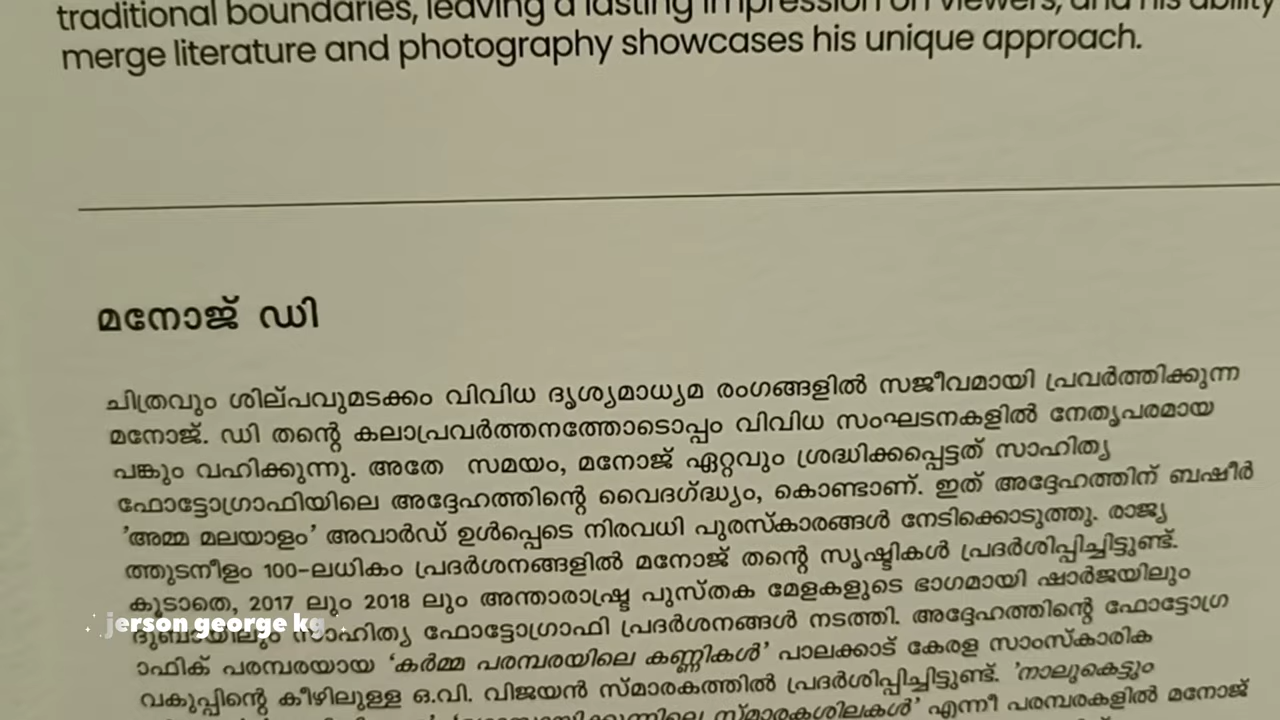 traditional boundaries, leaving a lasting impression on viewers, and his ability
merge literature and photography showcases his unique approach.
മനോജ് ഡി
ചിത്രവും ശില്പവുമടക്കം വിവിധ ദൃശ്യമാധ്യമ രംഗങ്ങളിൽ സജീവമായി പ്രവർത്തിക്കുന്ന
മനോജ്. ഡി തന്റെ കലാപ്രവർത്തനത്തോടൊപ്പം വിവിധ സംഘടനകളിൽ നേതൃപരമായ
പങ്കും വഹിക്കുന്നു. അതേ സമയം, മനോജ് ഏറ്റവും ശ്രദ്ധിക്കപ്പെട്ടത് സാഹിത്യ
ഫോട്ടോഗ്രാഫിയിലെ അദ്ദേഹത്തിന്റെ വൈദഗ്ദ്ധ്യം, കൊണ്ടാണ്. ഇത് അദ്ദേഹത്തിന് ബഷീർ
'അമ്മ മലയാളം' അവാർഡ് ഉൾപ്പെടെ നിരവധി പുരസ്കാരങ്ങൾ നേടിക്കൊടുത്തു. രാജ്യ
ത്തുടനീളം 100-ലധികം പ്രദർശനങ്ങളിൽ മനോജ് തന്റെ സൃഷ്ടികൾ പ്രദർശിപ്പിച്ചിട്ടുണ്ട്.
കൂടാതെ, 2017 ലും 2018 ലും അന്താരാഷ്ട്ര പുസ്തക മേളകളുടെ ഭാഗമായി ഷാർജയിലും
ദുബായിലും സാഹിത്യ ഫോട്ടോഗ്രാഫി പ്രദർശനങ്ങൾ നടത്തി. അദ്ദേഹത്തിന്റെ ഫോട്ടോഗ്ര
ാഫിക് പരമ്പരയായ 'കർമ്മ പരമ്പരയിലെ കണ്ണികൾ' പാലക്കാട് കേരള സാംസ്കാരിക
വകുപ്പിന്റെ കീഴിലുള്ള ഒ.വി. വിജയൻ സ്മാരകത്തിൽ പ്രദർശിപ്പിച്ചിട്ടുണ്ട്. 'നാലുകെട്ടും
സ്മാരകശിലകൾ' എന്നീ പരമ്പരകളിൽ മനോജ്
jerson george kg